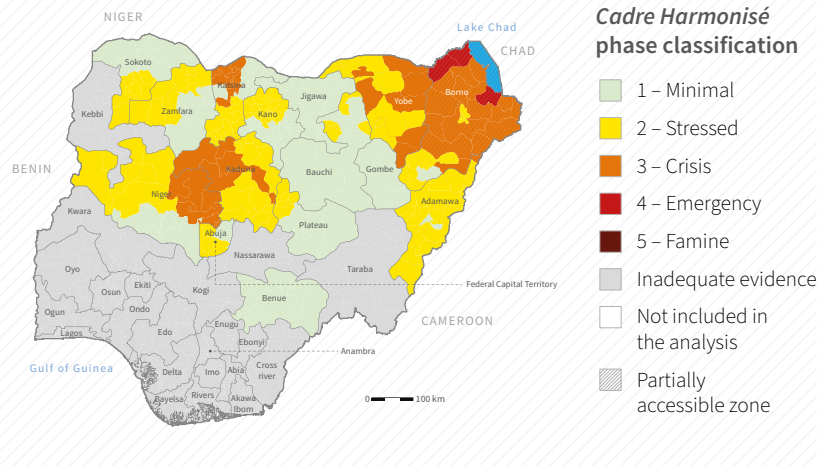 NIGER
Lake Chad
CHAD
Sokoto
Katsina
Kebbi
Zamfara
Kano
Jigawa
Yobe
Borno
BENIN
Niger
Kaduna
Bauchi
Gombe
Adamawa
Kwara
Abuja
Plateau
Nassarawa
Taraba
Oyo
Osun
Ekiti
Kogi
Benue
Federal Capital Territory
Ogun
Ondo
Lagos
Edo
Enugu
Ebonyi
CAMEROON
Anambra
Gulf of Guinea
Delta
Imo
Abia
Cross
river
Bayelsa
Rivers
Akawa
Ibom
0
100 km
Cadre Harmonisé
phase classification
1 – Minimal
2 – Stressed
3 – Crisis
4 – Emergency
5 – Famine
Inadequate evidence
Not included in
the analysis
Partially
accessible zone